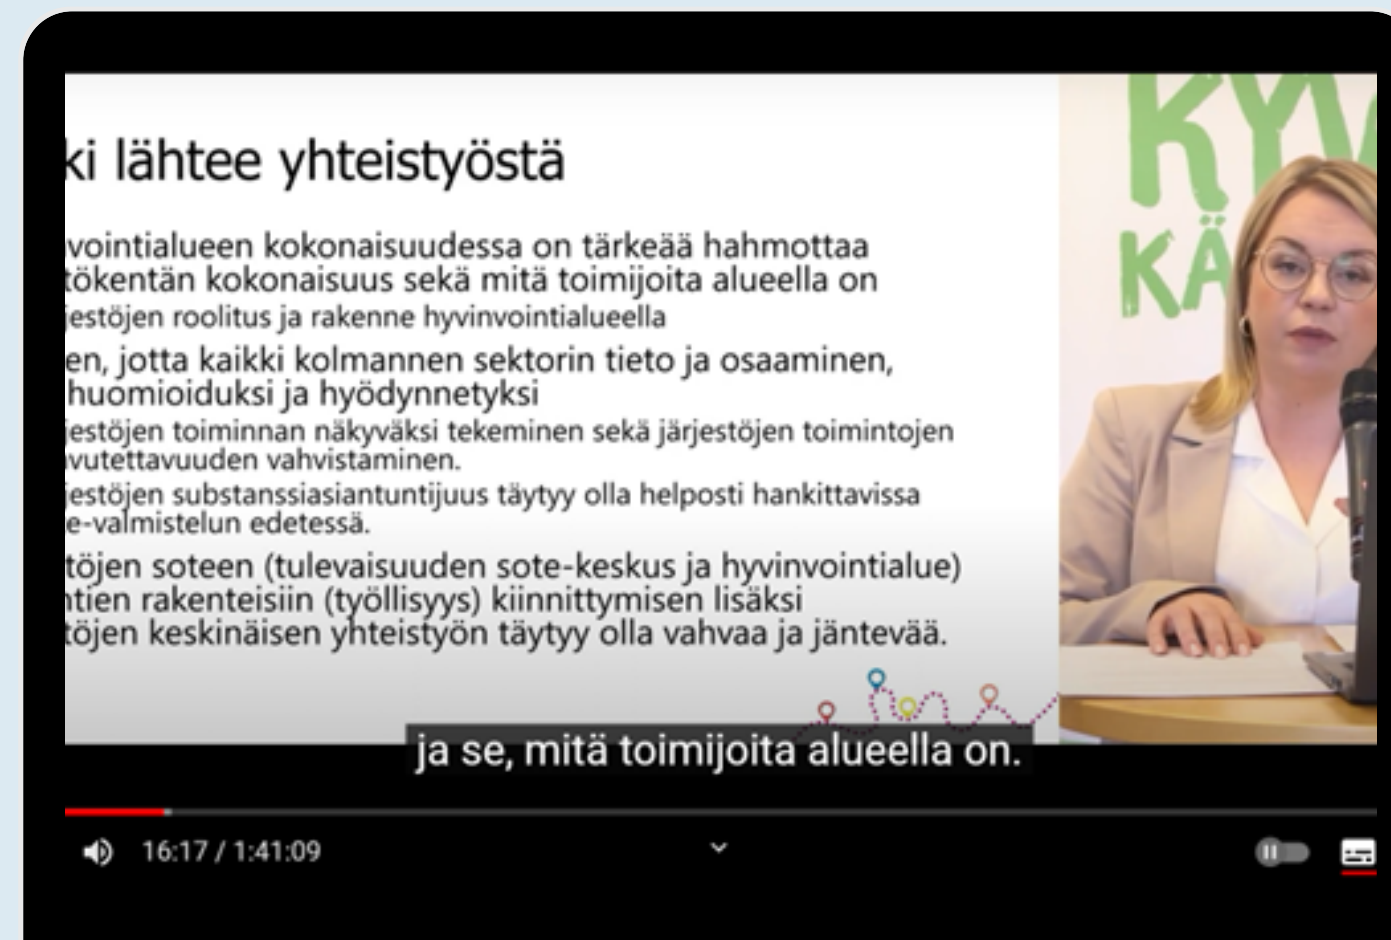 ki lähtee yhteistyöstä
vointialueen kokonaisuudessa on tärkeää hahmottaa
tökentän kokonaisuus sekä mitä toimijoita alueella on
jestöjen roolitus ja rakenne hyvinvointialueella
en, jotta kaikki kolmannen sektorin tieto ja osaaminen,
huomioiduksi ja hyödynnetyksi
jestöjen toiminnan näkyväksi tekeminen sekä järjestöjen toimintojen
vutettavuuden vahvistaminen.
jestöjen substanssiasiantuntijuus täytyy olla helposti hankittavissa
e-valmistelun edetessä.
töjen soteen (tulevaisuuden sote-keskus ja hyvinvointialue)
ntien rakenteisiin (työllisyys) kiinnittymisen lisäksi
töjen keskinäisen yhteistyön täytyy olla vahvaa ja jäntevää.
KYV
KÄ
ja se, mitä toimijoita alueella on.
16:17 / 1:41:09